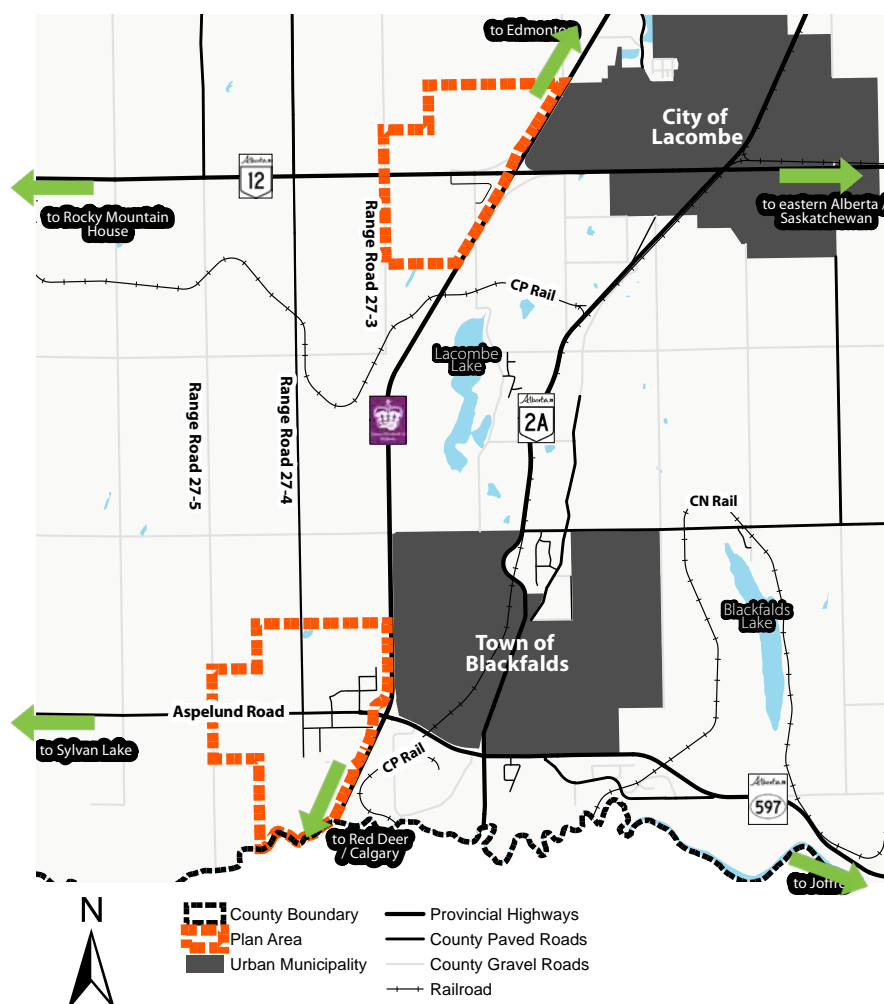 to Edmonton
City of
Lacombe
Alberta
12
to Rocky Mountain
House
to eastern Alberta /
Saskatchewan
Range Road 27-3
CP Rail
Lacombe
Lake
Range Road 27-5
Range Road 27-4
Alberta
2A
CN Rail
Blackfalds
Lake
Town of
Blackfalds
Aspelund Road
to Sylvan Lake
CP Rail
Alberta
597
to Red Deer
/ Calgary
to Joffre
N
County Boundary
Plan Area
Urban Municipality
Provincial Highways
County Paved Roads
County Gravel Roads
Railroad